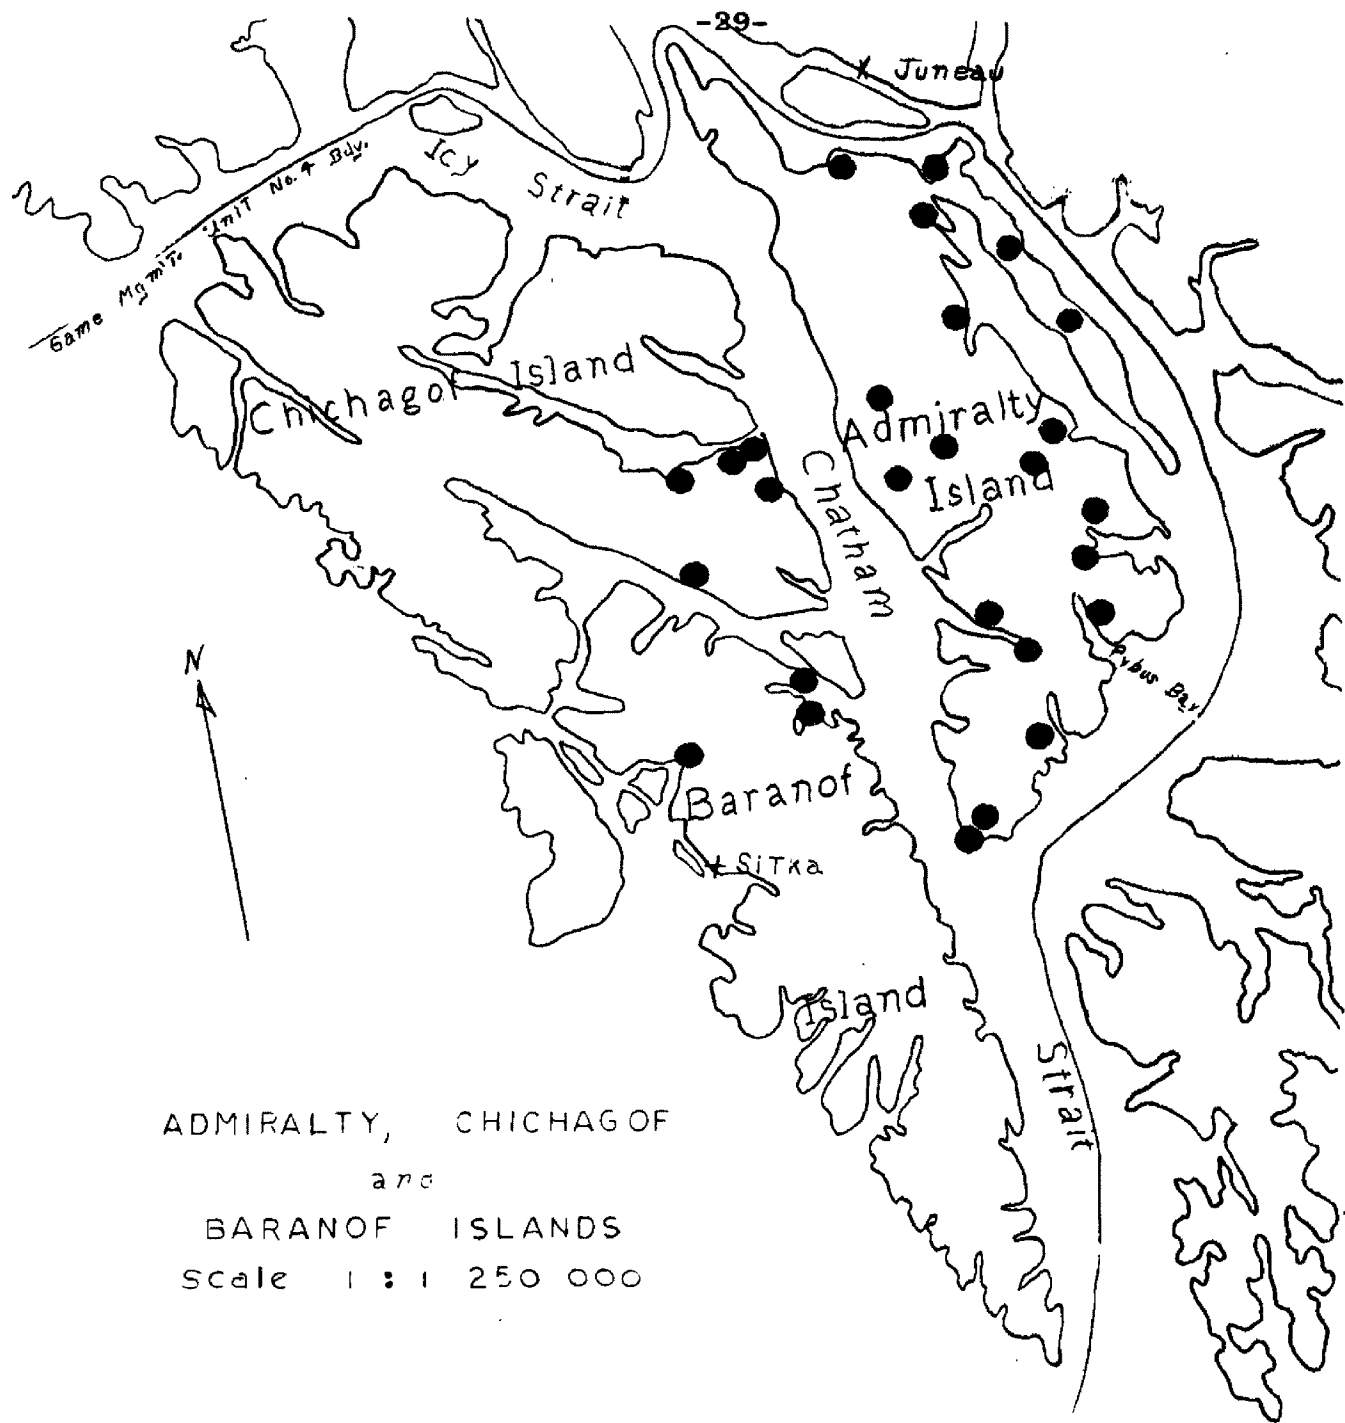 -29-
Juneau
Icy Strait
Game Mgm't. Unit No. 4 Bdy.
Chichagof Island
Admiralty
Island
Chatham
Pybus Bay
Baranof
Sitka
Island
Strait
N
ADMIRALTY, CHICHAGOF
and
BARANOF ISLANDS
scale 1 : 1 250 000